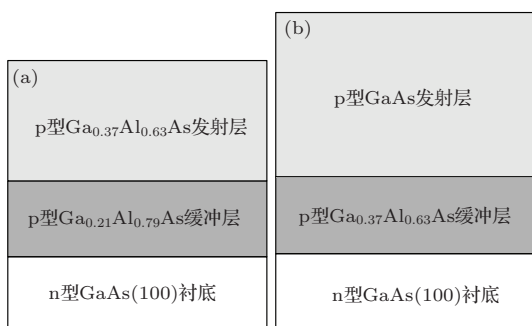 (a)
p型Ga₀.₃₇Al₀.₆₃As发射层
p型Ga₀.₂₁Al₀.₇₉As缓冲层
n型GaAs(100)衬底
(b)
p型GaAs发射层
p型Ga₀.₃₇Al₀.₆₃As缓冲层
n型GaAs(100)衬底